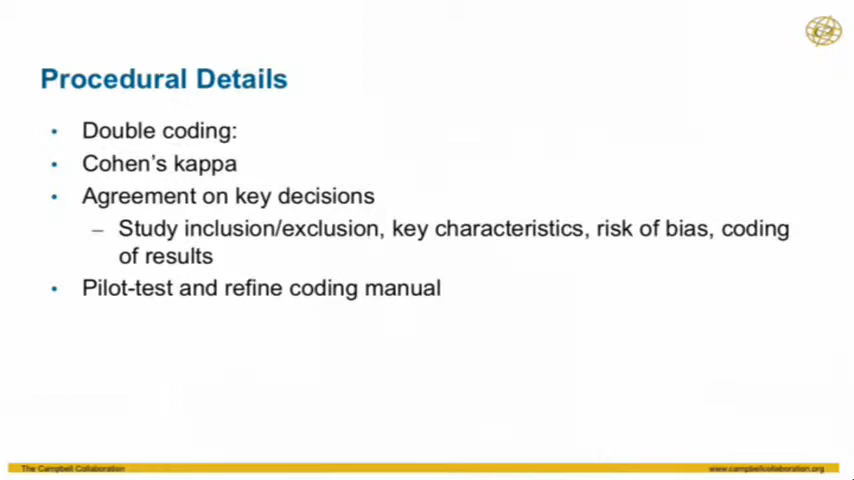 Procedural Details
• Double coding:
• Cohen's kappa
• Agreement on key decisions
– Study inclusion/exclusion, key characteristics, risk of bias, coding
of results
• Pilot-test and refine coding manual
The Campbell Collaboration
www.campbellcollaboration.org